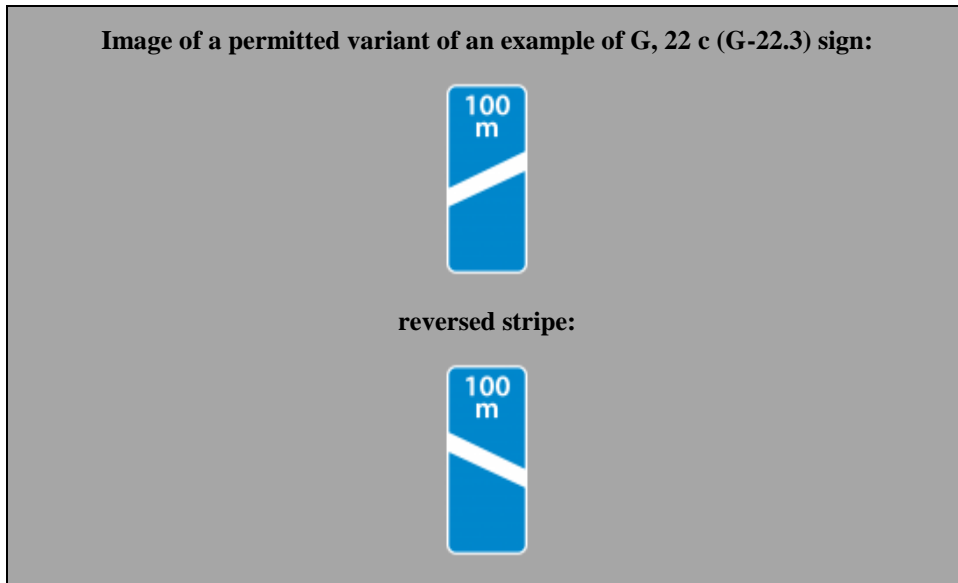 Image of a permitted variant of an example of G, 22 c (G-22.3) sign:
100
m
reversed stripe:
100
m